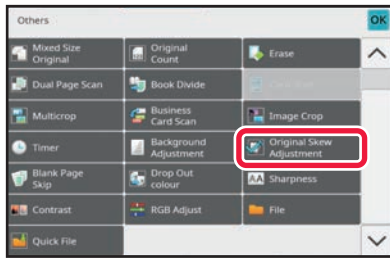 Others
OK
Mixed Size
Original
Original
Count
Erase
Dual Page Scan
Book Divide
Multicrop
Business
Card Scan
Image Crop
Timer
Background
Adjustment
Original Skew
Adjustment
Blank Page
Skip
Drop Out
colour
AA Sharpness
Contrast
RGB Adjust
File
Quick File